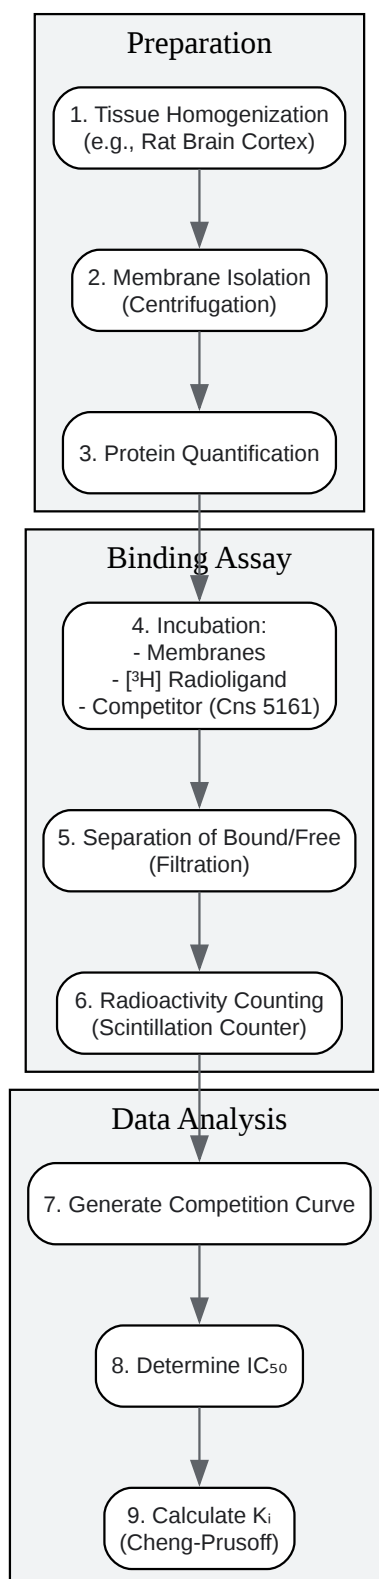 Preparation
1. Tissue Homogenization
(e.g., Rat Brain Cortex)
2. Membrane Isolation
(Centrifugation)
3. Protein Quantification
Binding Assay
4. Incubation:
- Membranes
- [³H] Radioligand
- Competitor (Cns 5161)
5. Separation of Bound/Free
(Filtration)
6. Radioactivity Counting
(Scintillation Counter)
Data Analysis
7. Generate Competition Curve
8. Determine IC₅₀
9. Calculate Kᵢ
(Cheng-Prusoff)